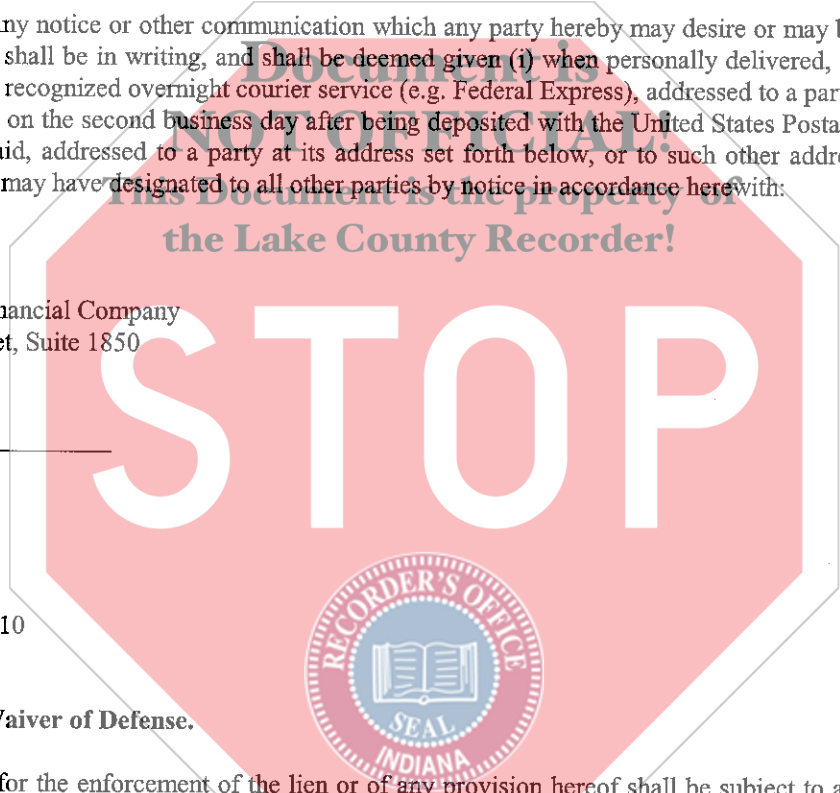 ny notice or other communication which any party hereby may desire or may b
shall be in writing, and shall be deemed given (i) when personally delivered,
Document is
recognized overnight courier service (e.g. Federal Express), addressed to a par
on the second business day after being deposited with the United States Posta
NOT OFFICIAL!
id, addressed to a party at its address set forth below, or to such other addre
may have designated to all other parties by notice in accordance herewith:
This Document is the property of
the Lake County Recorder!
nancial Company
et, Suite 1850
STOP
10
RECORDER'S OFFICE
SEAL
INDIANA
Vaiver of Defense.
for the enforcement of the lien or of any provision hereof shall be subject to a